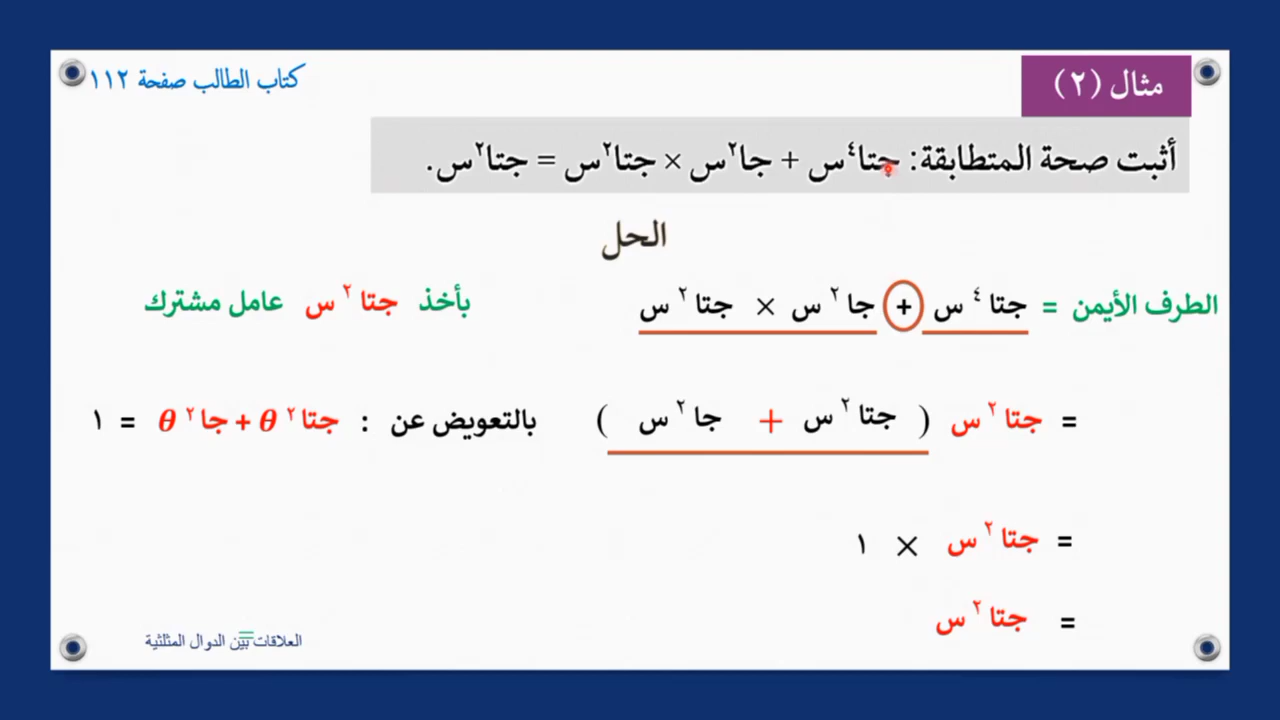 مثال (٢)
كتاب الطالب صفحة ١١٢
أثبت صحة المتطابقة: جتا⁴س + جا²س × جتا²س = جتا²س.
الحل
الطرف الأيمن = جتا ⁴ س + جا ² س × جتا ² س بأخذ جتا ² س عامل مشترك
= جتا ² س ( جتا ² س + جا ² س ) بالتعويض عن : جتا ² θ + جا ² θ = ١
= جتا ² س × ١
= جتا ² س
العلاقات بين الدوال المثلثية